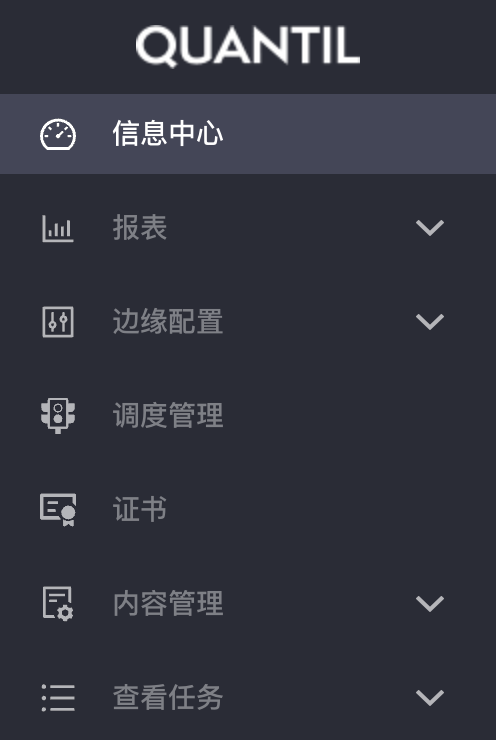 QUANTIL
信息中心
报表
边缘配置
调度管理
证书
内容管理
查看任务